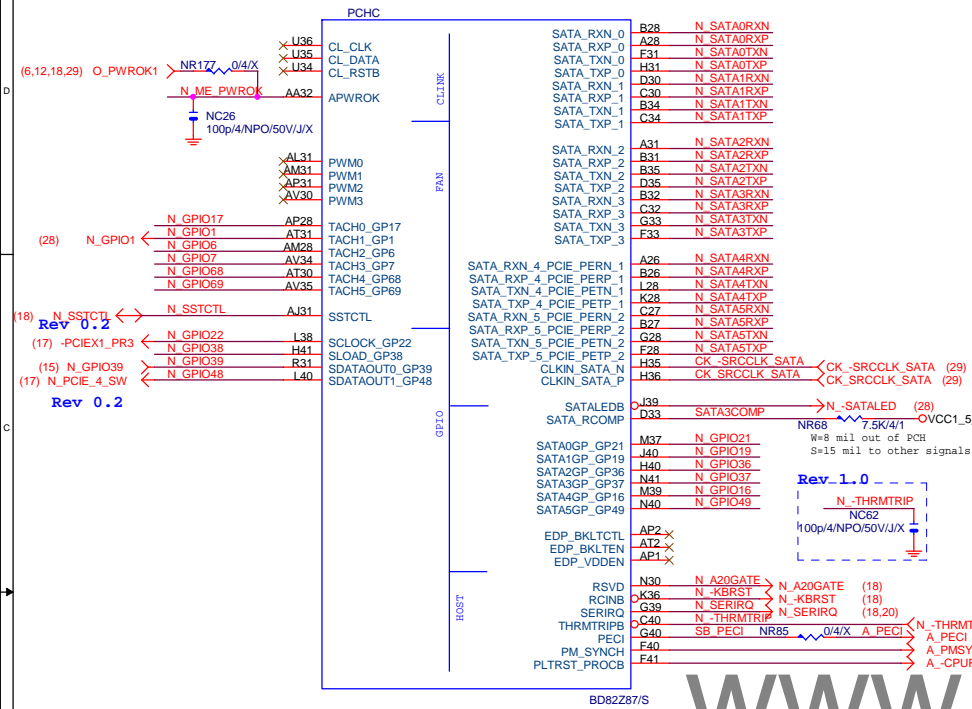 PCHC
D
C
(6,12,18,29) O_PWROK1
NR177 0/4/X
N_ME_PWROK
NC26
100p/4/NPO/50V/J/X
U36 CL_CLK
U35 CL_DATA
U34 CL_RSTB
AA32 APWROK
CLINK
AL31 PWM0
AM31 PWM1
AP31 PWM2
AV30 PWM3
FAN
N_GPIO17 AP28 TACH0_GP17
(28) N_GPIO1 N_GPIO1 AT31 TACH1_GP1
N_GPIO6 AM28 TACH2_GP6
N_GPIO7 AV34 TACH3_GP7
N_GPIO68 AT30 TACH4_GP68
N_GPIO69 AV35 TACH5_GP69
(18) N_SSTCTL N_SSTCTL AJ31 SSTCTL
Rev 0.2
(17) -PCIEX1_PR3 N_GPIO22 L38 SCLOCK_GP22
N_GPIO38 H41 SLOAD_GP38
(15) N_GPIO39 N_GPIO39 R31 SDATAOUT0_GP39
(17) N_PCIE_4_SW N_GPIO48 L40 SDATAOUT1_GP48
Rev 0.2
GPIO
HOST
SATA_RXN_0 B28 N_SATA0RXN
SATA_RXP_0 A28 N_SATA0RXP
SATA_TXN_0 F31 N_SATA0TXN
SATA_TXP_0 H31 N_SATA0TXP
SATA_RXN_1 D30 N_SATA1RXN
SATA_RXP_1 C30 N_SATA1RXP
SATA_TXN_1 B34 N_SATA1TXN
SATA_TXP_1 C34 N_SATA1TXP
SATA_RXN_2 A31 N_SATA2RXN
SATA_RXP_2 B31 N_SATA2RXP
SATA_TXN_2 B35 N_SATA2TXN
SATA_TXP_2 D35 N_SATA2TXP
SATA_RXN_3 B32 N_SATA3RXN
SATA_RXP_3 C32 N_SATA3RXP
SATA_TXN_3 G33 N_SATA3TXN
SATA_TXP_3 F33 N_SATA3TXP
SATA_RXN_4_PCIE_PERN_1 A26 N_SATA4RXN
SATA_RXP_4_PCIE_PERP_1 B26 N_SATA4RXP
SATA_TXN_4_PCIE_PETN_1 L28 N_SATA4TXN
SATA_TXP_4_PCIE_PETP_1 K28 N_SATA4TXP
SATA_RXN_5_PCIE_PERN_2 C27 N_SATA5RXN
SATA_RXP_5_PCIE_PERP_2 B27 N_SATA5RXP
SATA_TXN_5_PCIE_PETN_2 G28 N_SATA5TXN
SATA_TXP_5_PCIE_PETP_2 F28 N_SATA5TXP
CLKIN_SATA_N H35 CK_-SRCCLK_SATA CK_-SRCCLK_SATA (29)
CLKIN_SATA_P H36 CK_SRCCLK_SATA CK_SRCCLK_SATA (29)
SATALEDB J39 N_-SATALED (28)
SATA_RCOMP D33 SATA3COMP NR68 7.5K/4/1 VCC1_5
W=8 mil out of PCH
S=15 mil to other signals
SATA0GP_GP21 M37 N_GPIO21
SATA1GP_GP19 J40 N_GPIO19
SATA2GP_GP36 H40 N_GPIO36
SATA3GP_GP37 N41 N_GPIO37
SATA4GP_GP16 M39 N_GPIO16
SATA5GP_GP49 N40 N_GPIO49
Rev 1.0
N_-THRMTRIP
NC62
100p/4/NPO/50V/J/X
EDP_BKLTCTL AP2
EDP_BKLTEN AT2
EDP_VDDEN AP1
RSVD N30 N_A20GATE N_A20GATE (18)
RCINB K36 N_-KBRST N_-KBRST (18)
SERIRQ G39 N_SERIRQ N_SERIRQ (18,20)
THRMTRIPB C40 N_-THRMTRIP N_-THRMT
PECI G40 SB_PECI NR85 0/4/X A_PECI A_PECI
PM_SYNCH F40 A_PMSY
PLTRST_PROCB F41 A_-CPUR
BD82Z87/S
WWW